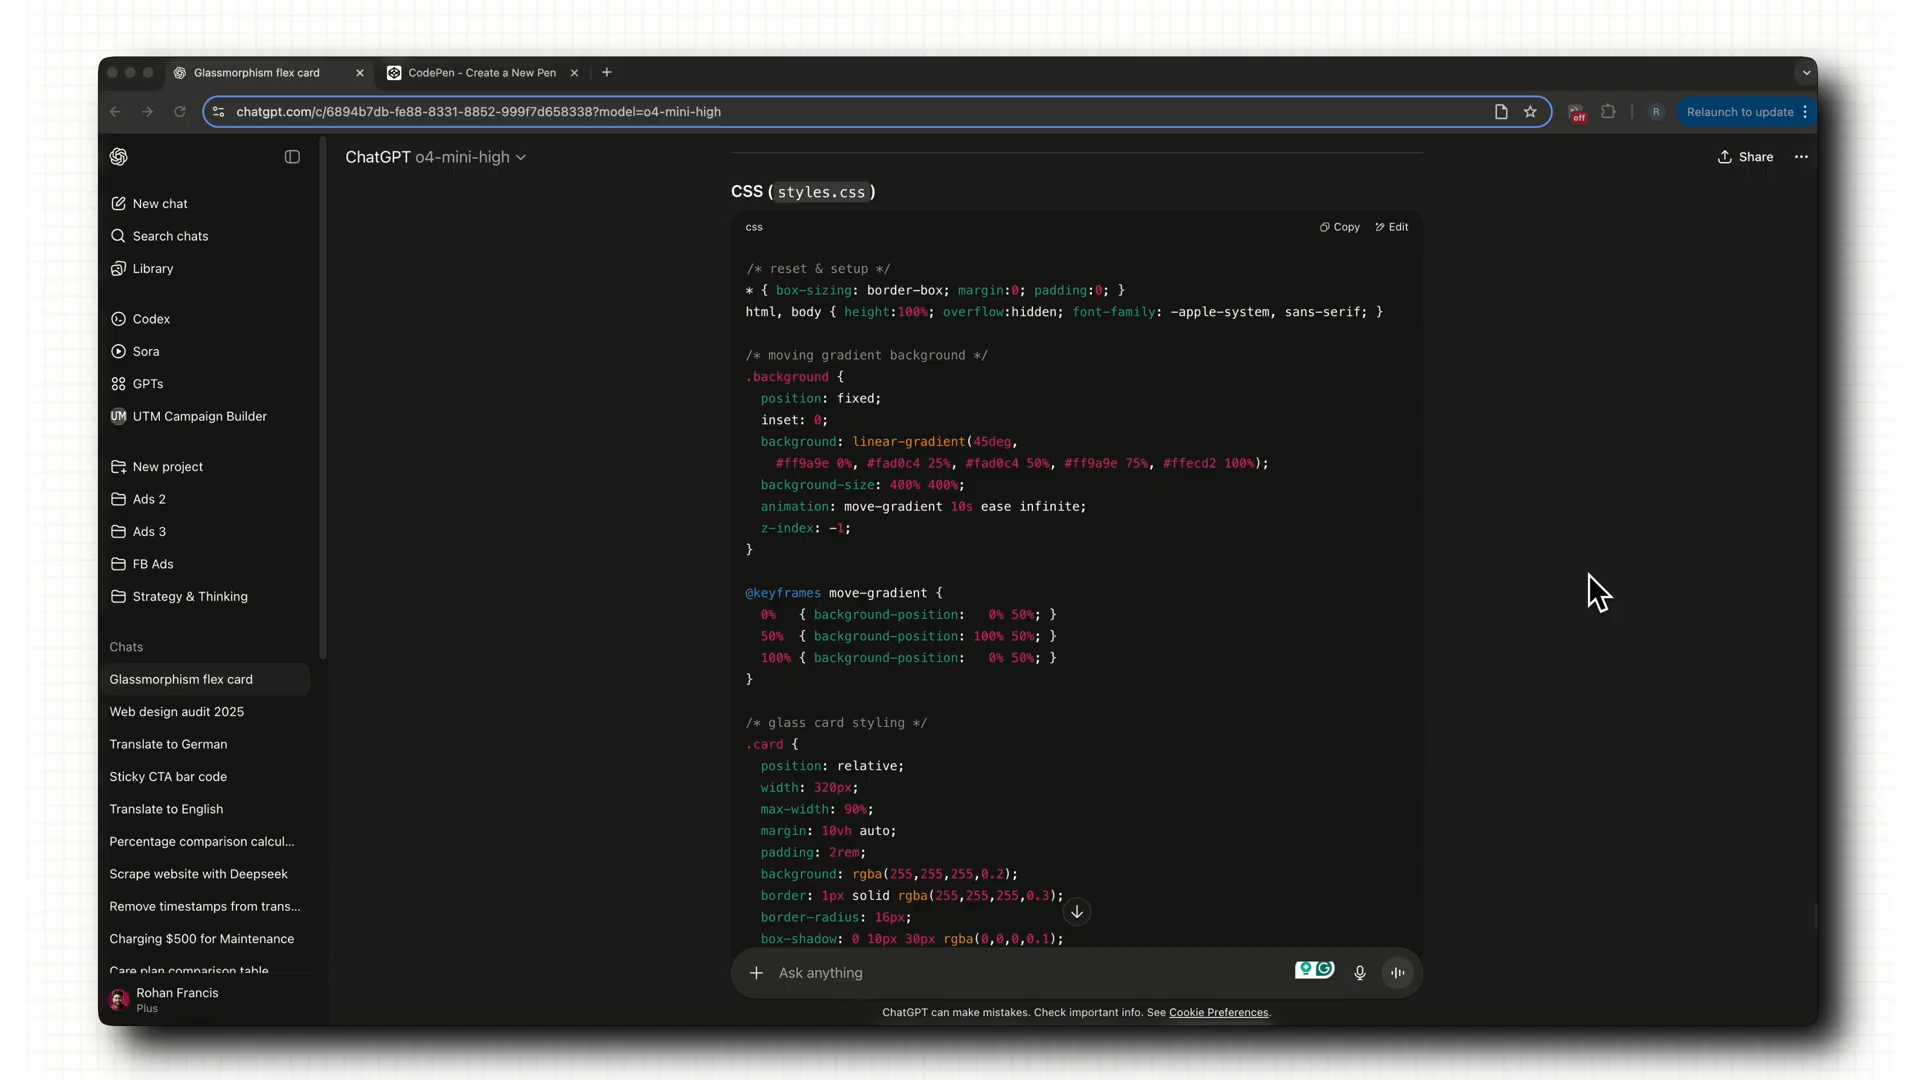 Glassmorphism flex card
CodePen - Create a New Pen
chatgpt.com/c/6894b7db-fe88-8331-8852-999f7d658338?model=o4-mini-high
off
R
Relaunch to update
ChatGPT o4-mini-high
Share
New chat
Search chats
Library
Codex
Sora
GPTs
UM UTM Campaign Builder
New project
Ads 2
Ads 3
FB Ads
Strategy & Thinking
Chats
Glassmorphism flex card
Web design audit 2025
Translate to German
Sticky CTA bar code
Translate to English
Percentage comparison calcul...
Scrape website with Deepseek
Remove timestamps from trans...
Charging $500 for Maintenance
Care plan comparison table
Rohan Francis
Plus
CSS (styles.css)
css
Copy
Edit
/* reset & setup */
* { box-sizing: border-box; margin:0; padding:0; }
html, body { height:100%; overflow:hidden; font-family: -apple-system, sans-serif; }
/* moving gradient background */
.background {
position: fixed;
inset: 0;
background: linear-gradient(45deg,
#ff9a9e 0%, #fad0c4 25%, #fad0c4 50%, #ff9a9e 75%, #ffecd2 100%);
background-size: 400% 400%;
animation: move-gradient 10s ease infinite;
z-index: -1;
}
@keyframes move-gradient {
0% { background-position: 0% 50%; }
50% { background-position: 100% 50%; }
100% { background-position: 0% 50%; }
}
/* glass card styling */
.card {
position: relative;
width: 320px;
max-width: 90%;
margin: 10vh auto;
padding: 2rem;
background: rgba(255,255,255,0.2);
border: 1px solid rgba(255,255,255,0.3);
border-radius: 16px;
box-shadow: 0 10px 30px rgba(0,0,0,0.1);
Ask anything
ChatGPT can make mistakes. Check important info. See Cookie Preferences.